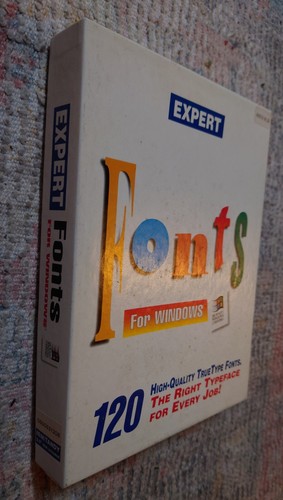 EXPERT
Fonts
For WINDOWS
120
HIGH-QUALITY TRUETYPE FONTS.
THE RIGHT TYPEFACE
FOR EVERY JOB!
EXPERT
Fonts
FOR WINDOWS
EXPERT